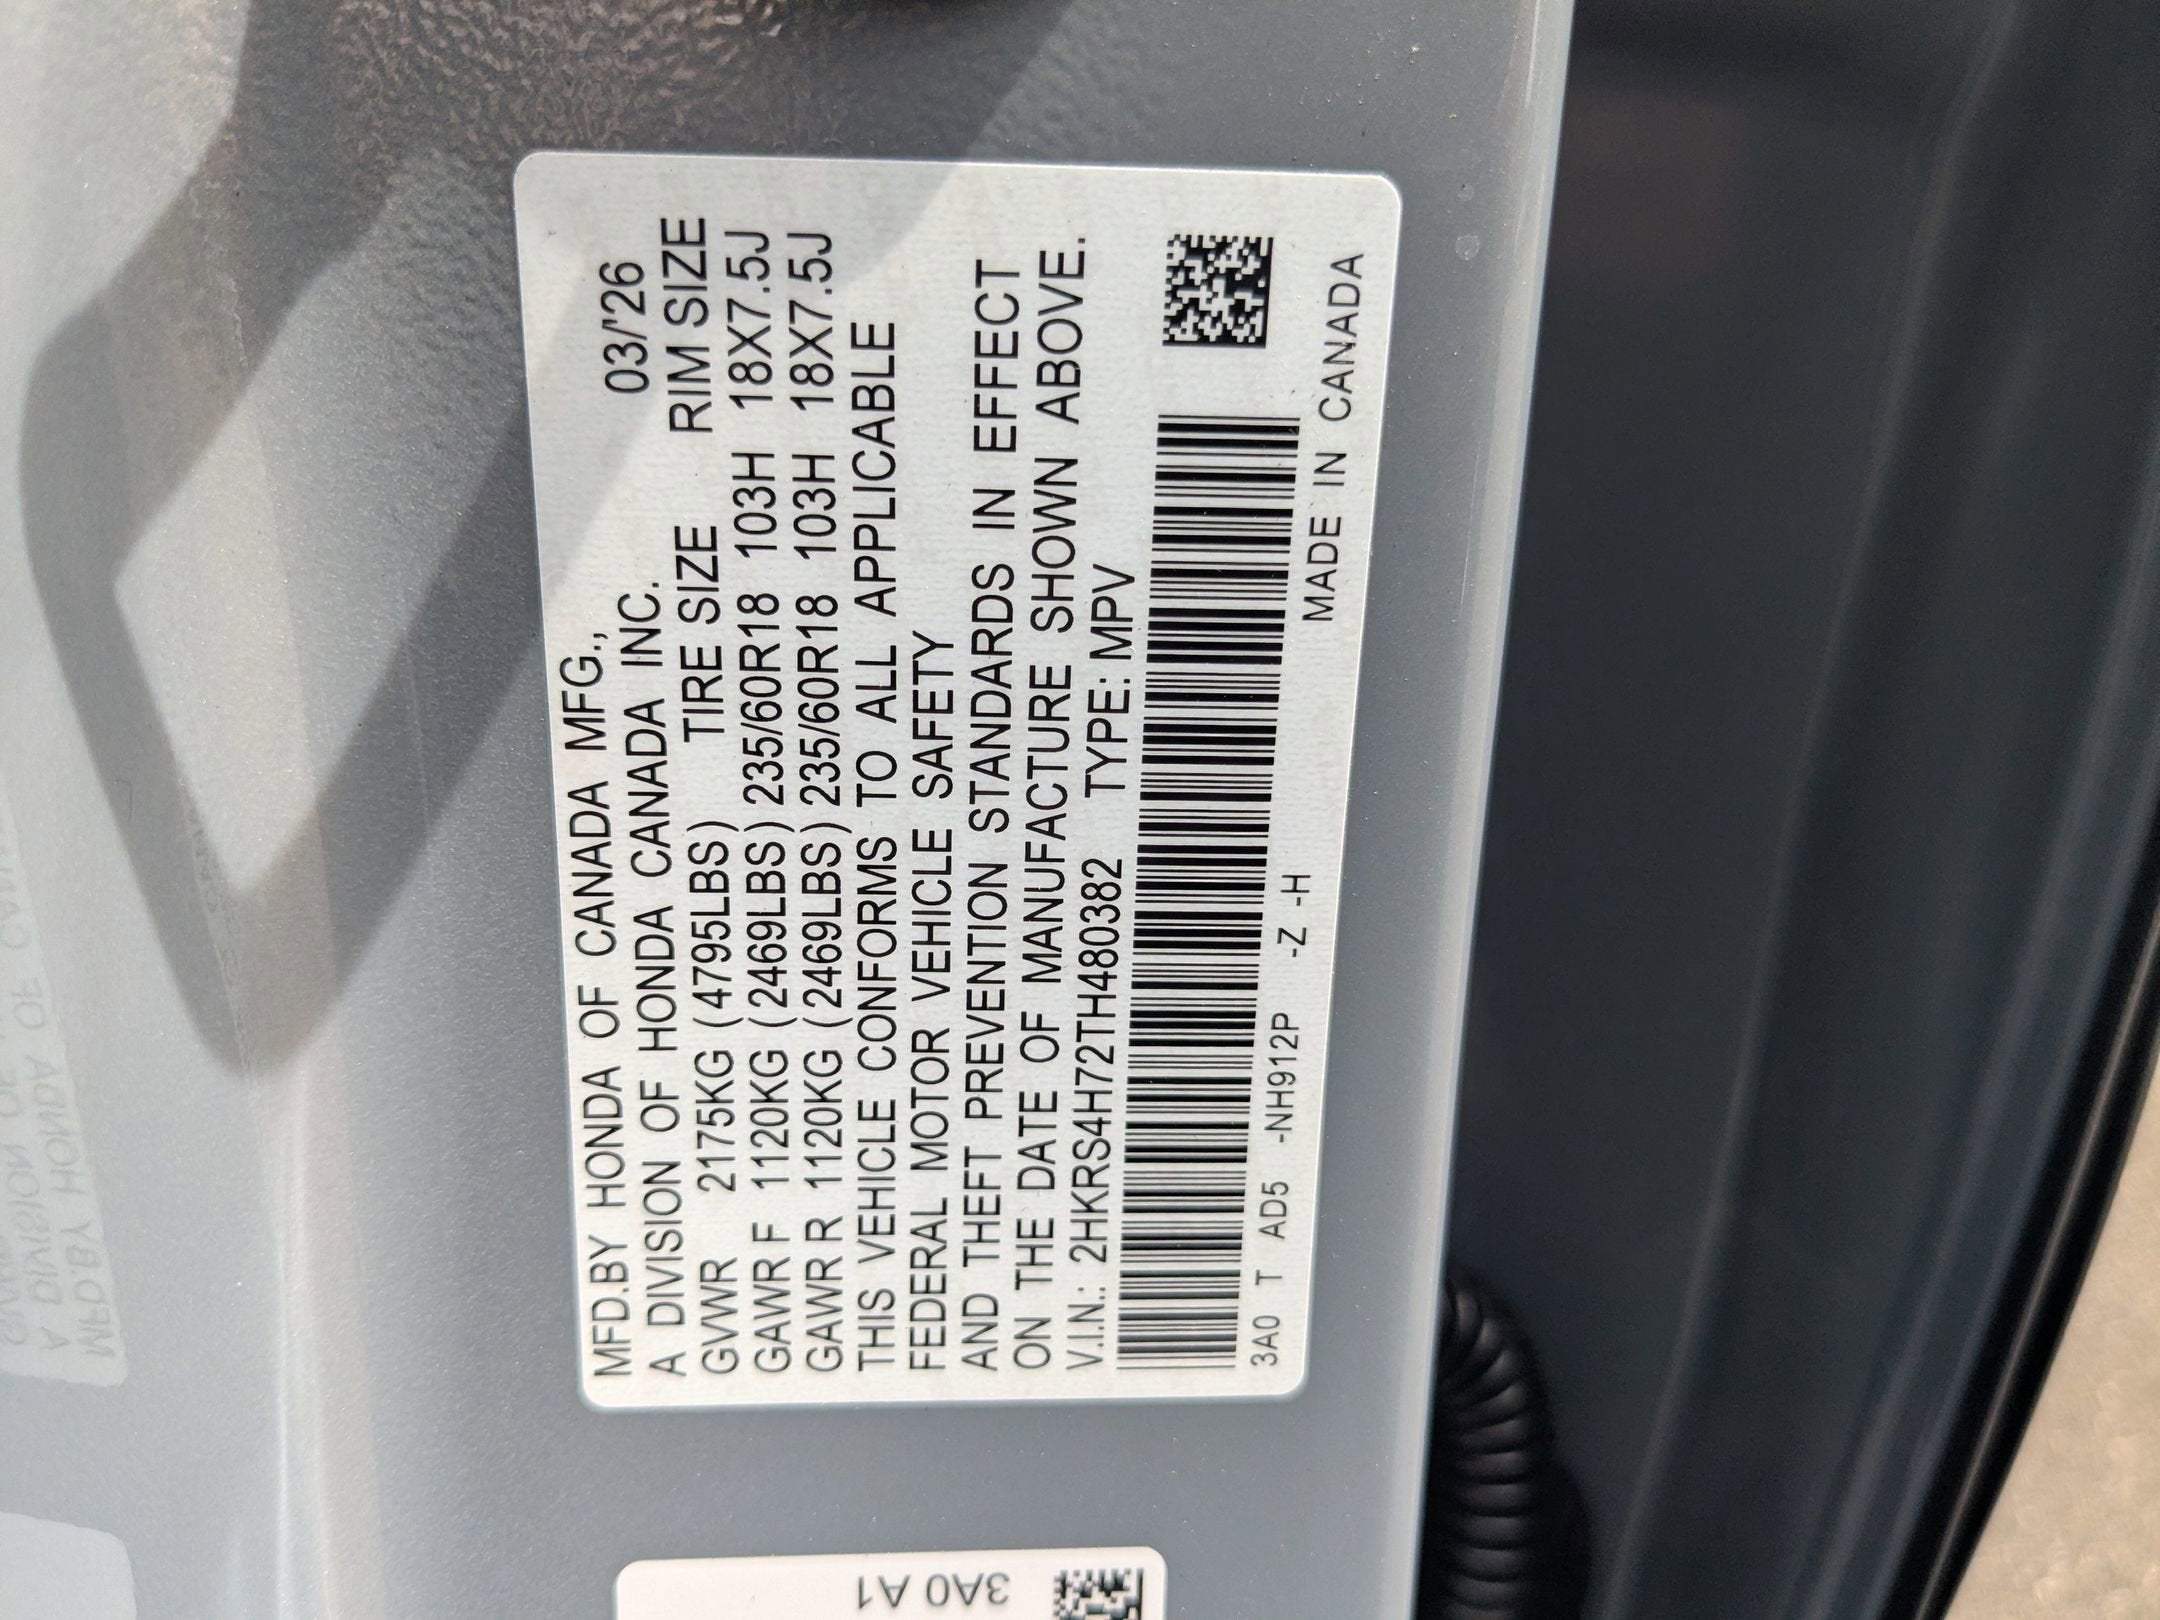 MFD.BY HONDA OF CANADA MFG., 03/'26
A DIVISION OF HONDA CANADA INC.
TIRE SIZE RIM SIZE
GVWR 2175KG (4795LBS)
GAWR F 1120KG (2469LBS) 235/60R18 103H 18X7.5J
GAWR R 1120KG (2469LBS) 235/60R18 103H 18X7.5J
THIS VEHICLE CONFORMS TO ALL APPLICABLE
FEDERAL MOTOR VEHICLE SAFETY
AND THEFT PREVENTION STANDARDS IN EFFECT
ON THE DATE OF MANUFACTURE SHOWN ABOVE.
V.I.N.: 2HKRS4H72TH480382 TYPE: MPV
3A0 T AD5 -NH912P -Z -H
MADE IN CANADA
3A0 A1